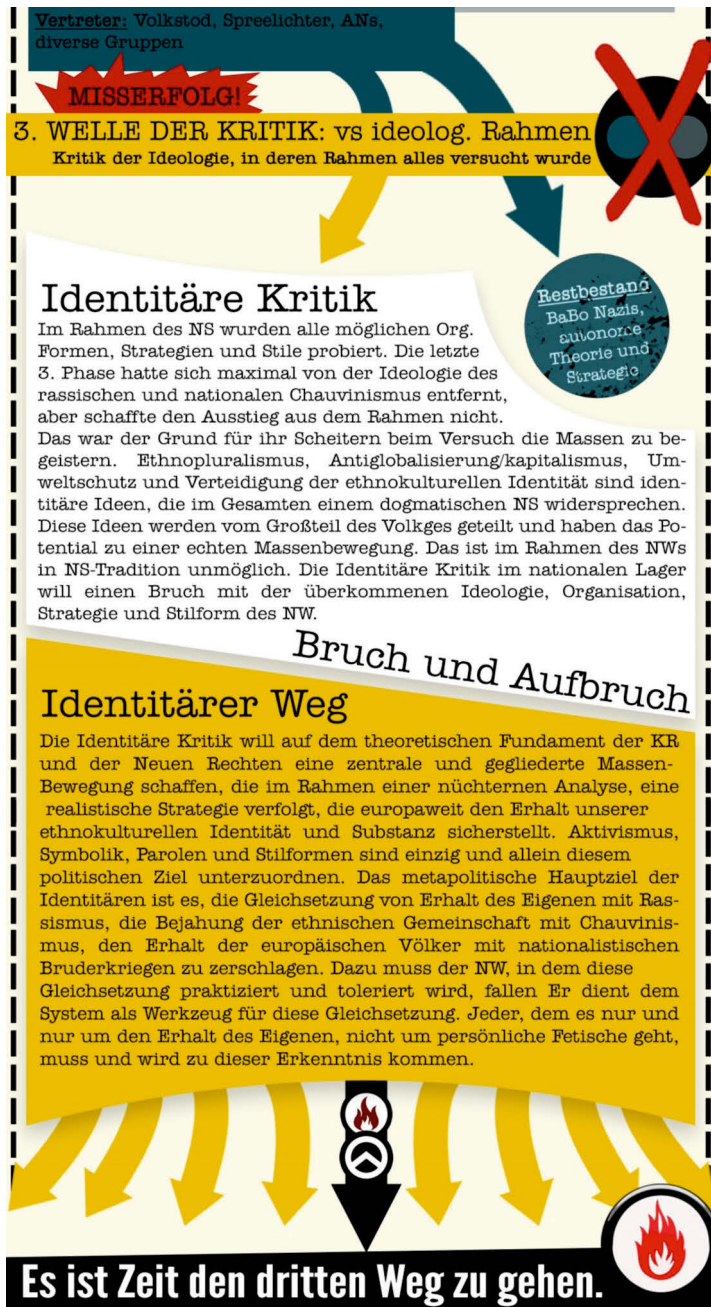 Vertreter: Volkstod, Spreelichter, ANs,
diverse Gruppen
MISSERFOLG!
3. WELLE DER KRITIK: vs ideolog. Rahmen
Kritik der Ideologie, in deren Rahmen alles versucht wurde
Restbestand
BaBo Nazis,
autonome
Theorie und
Strategie
Identitäre Kritik
Im Rahmen des NS wurden alle möglichen Org.
Formen, Strategien und Stile probiert. Die letzte
3. Phase hatte sich maximal von der Ideologie des
rassischen und nationalen Chauvinismus entfernt,
aber schaffte den Ausstieg aus dem Rahmen nicht.
Das war der Grund für ihr Scheitern beim Versuch die Massen zu be-
geistern. Ethnopluralismus, Antiglobalisierung/kapitalismus, Um-
weltschutz und Verteidigung der ethnokulturellen Identität sind iden-
titäre Ideen, die im Gesamten einem dogmatischen NS widersprechen.
Diese Ideen werden vom Großteil des Volkges geteilt und haben das Po-
tential zu einer echten Massenbewegung. Das ist im Rahmen des NWs
in NS-Tradition unmöglich. Die Identitäre Kritik im nationalen Lager
will einen Bruch mit der überkommenen Ideologie, Organisation,
Strategie und Stilform des NW.
Bruch und Aufbruch
Identitärer Weg
Die Identitäre Kritik will auf dem theoretischen Fundament der KR
und der Neuen Rechten eine zentrale und gegliederte Massen-
Bewegung schaffen, die im Rahmen einer nüchternen Analyse, eine
realistische Strategie verfolgt, die europaweit den Erhalt unserer
ethnokulturellen Identität und Substanz sicherstellt. Aktivismus,
Symbolik, Parolen und Stilformen sind einzig und allein diesem
politischen Ziel unterzuordnen. Das metapolitische Hauptziel der
Identitären ist es, die Gleichsetzung von Erhalt des Eigenen mit Ras-
sismus, die Bejahung der ethnischen Gemeinschaft mit Chauvinis-
mus, den Erhalt der europäischen Völker mit nationalistischen
Bruderkriegen zu zerschlagen. Dazu muss der NW, in dem diese
Gleichsetzung praktiziert und toleriert wird, fallen Er dient dem
System als Werkzeug für diese Gleichsetzung. Jeder, dem es nur und
nur um den Erhalt des Eigenen, nicht um persönliche Fetische geht,
muss und wird zu dieser Erkenntnis kommen.
Es ist Zeit den dritten Weg zu gehen.